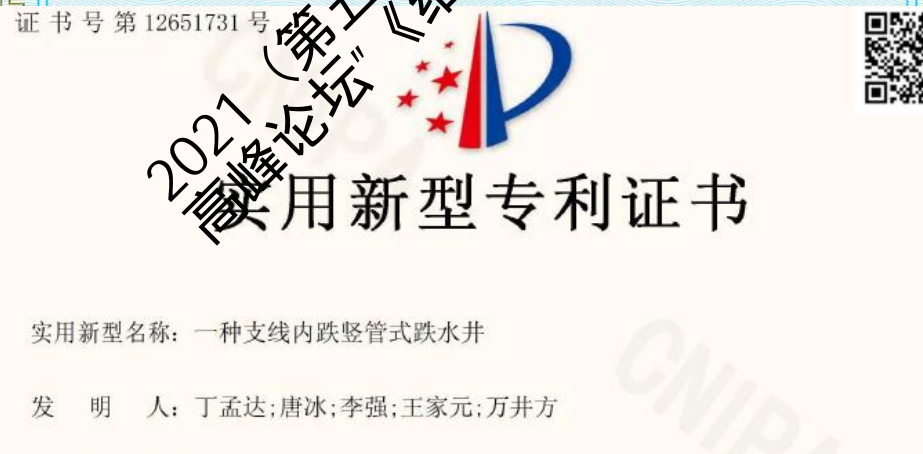 证书号第12651731号
2021（第
高峰论坛"《
实用新型专利证书
实用新型名称：一种支线内跌竖管式跌水井
发明人：丁孟达;唐冰;李强;王家元;万井方
CNIPA
CNIPA